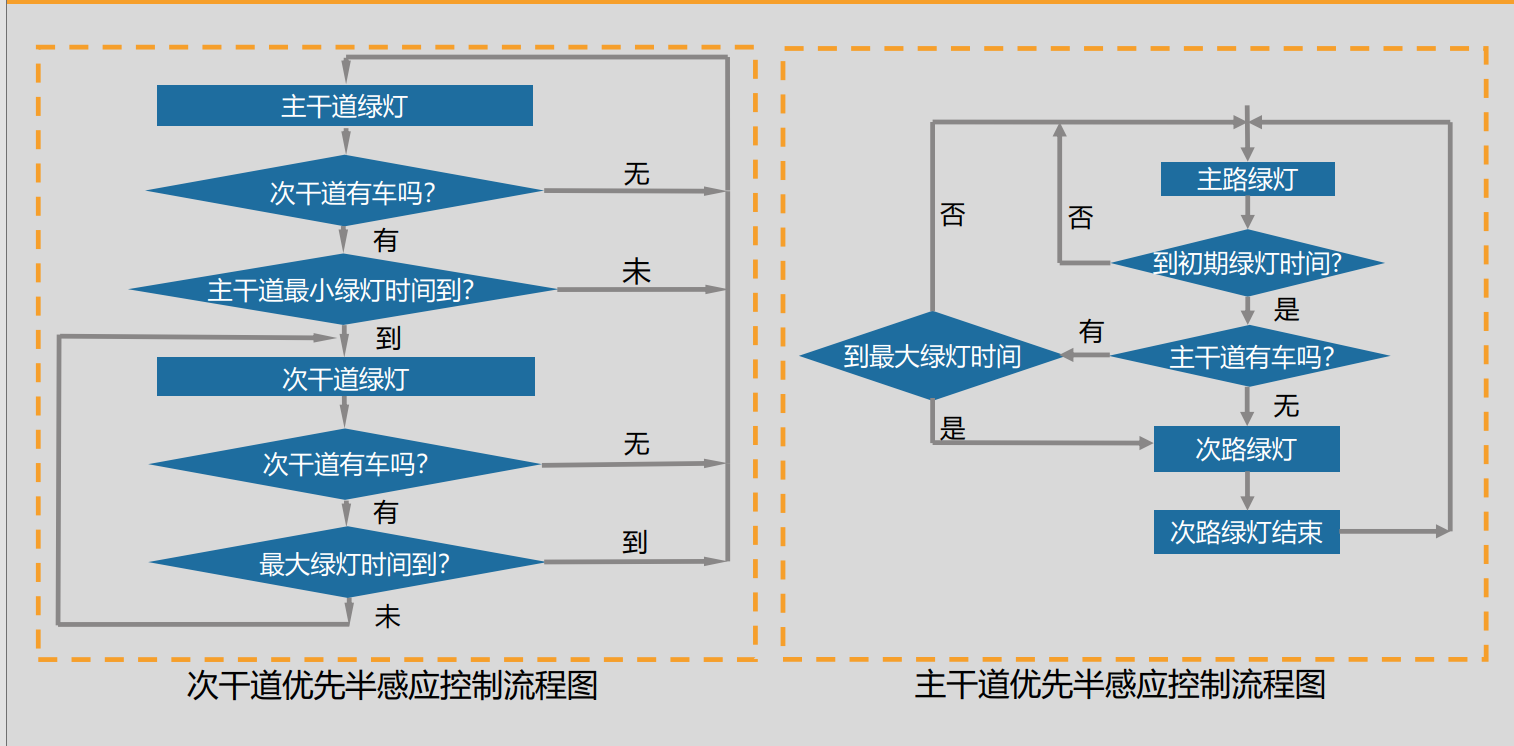 主干道绿灯
次干道有车吗？
无
有
主干道最小绿灯时间到？
未
到
次干道绿灯
次干道有车吗？
无
有
最大绿灯时间到？
到
未
次干道优先半感应控制流程图
主路绿灯
否
否
到初期绿灯时间？
是
有
到最大绿灯时间
主干道有车吗？
无
是
次路绿灯
次路绿灯结束
主干道优先半感应控制流程图